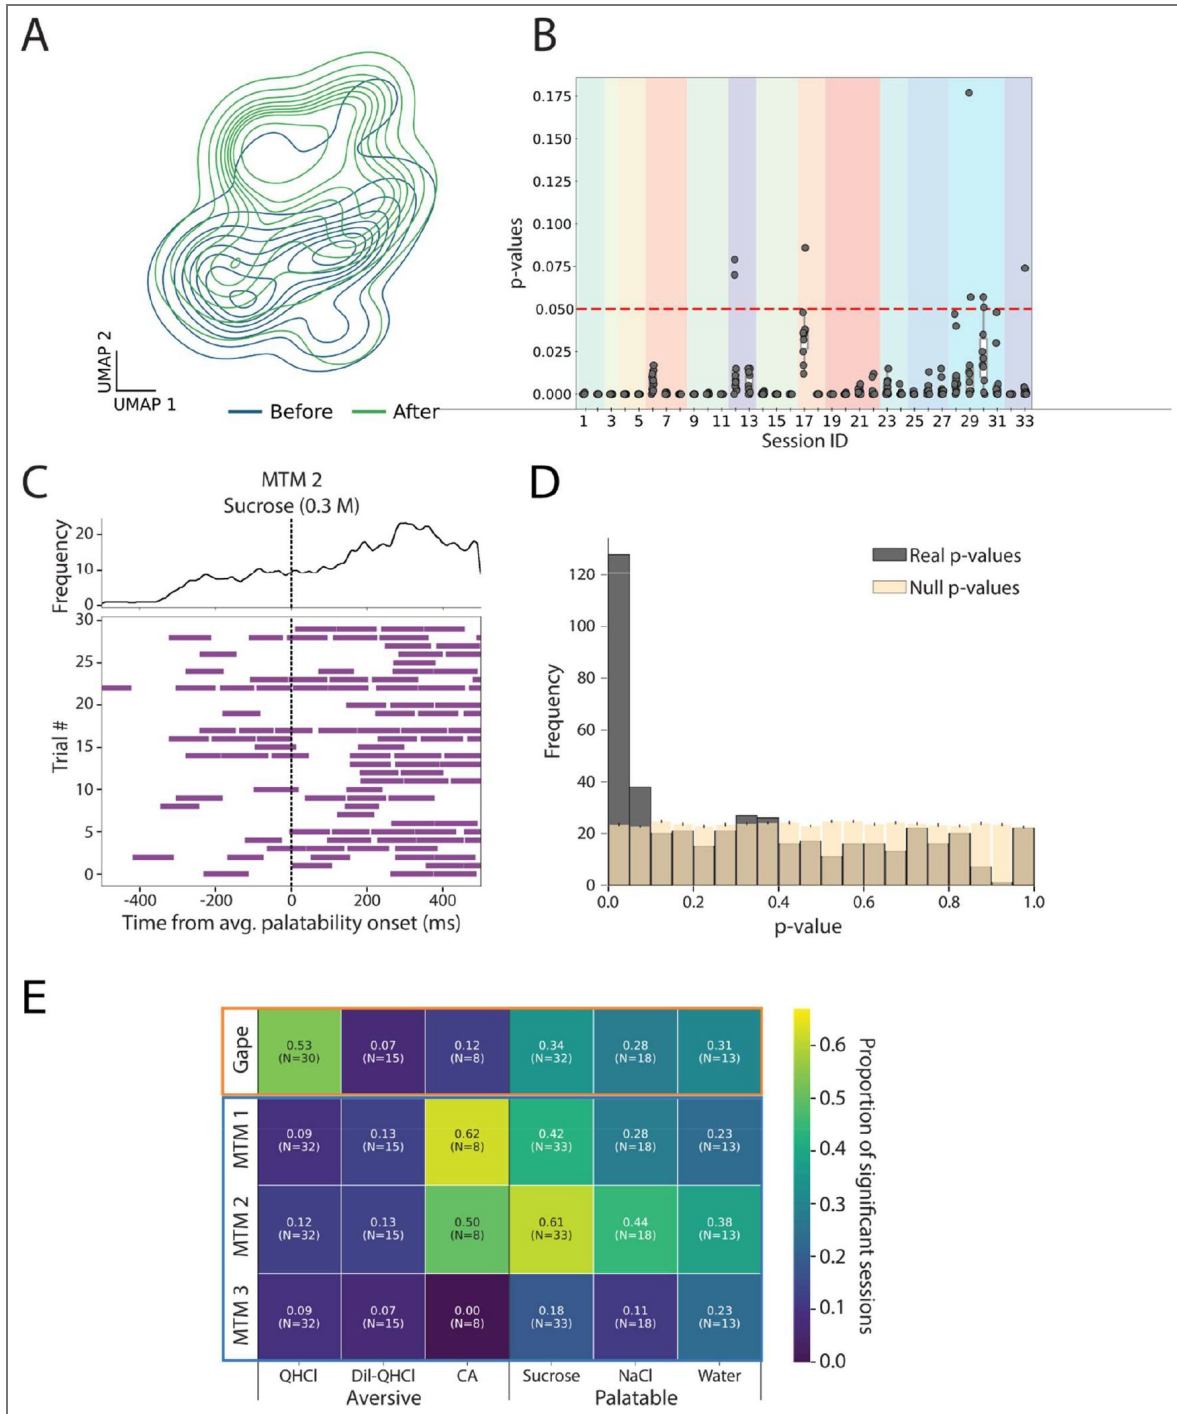 A
UMAP 2
UMAP 1
Before
After
B
p-values
0.175
0.150
0.125
0.100
0.075
0.050
0.025
0.000
1 3 5 7 9 11 13 15 17 19 21 23 25 27 29 31 33
Session ID
C
MTM 2
Sucrose (0.3 M)
Frequency
20
10
0
Trial #
30
25
20
15
10
5
0
-400 -200 0 200 400
Time from avg. palatability onset (ms)
D
Real p-values
Null p-values
Frequency
120
100
80
60
40
20
0
0.0 0.2 0.4 0.6 0.8 1.0
p-value
E
Gape
0.53 0.07 0.12 0.34 0.28 0.31
(N=30) (N=15) (N=8) (N=32) (N=18) (N=13)
MTM 1
0.09 0.13 0.62 0.42 0.28 0.23
(N=32) (N=15) (N=8) (N=33) (N=18) (N=13)
MTM 2
0.12 0.13 0.50 0.61 0.44 0.38
(N=32) (N=15) (N=8) (N=33) (N=18) (N=13)
MTM 3
0.09 0.07 0.00 0.18 0.11 0.23
(N=32) (N=15) (N=8) (N=33) (N=18) (N=13)
QHCl Dil-QHCl CA Sucrose NaCl Water
Aversive Palatable
0.6
0.5
0.4
0.3
0.2
0.1
0.0
Proportion of significant sessions